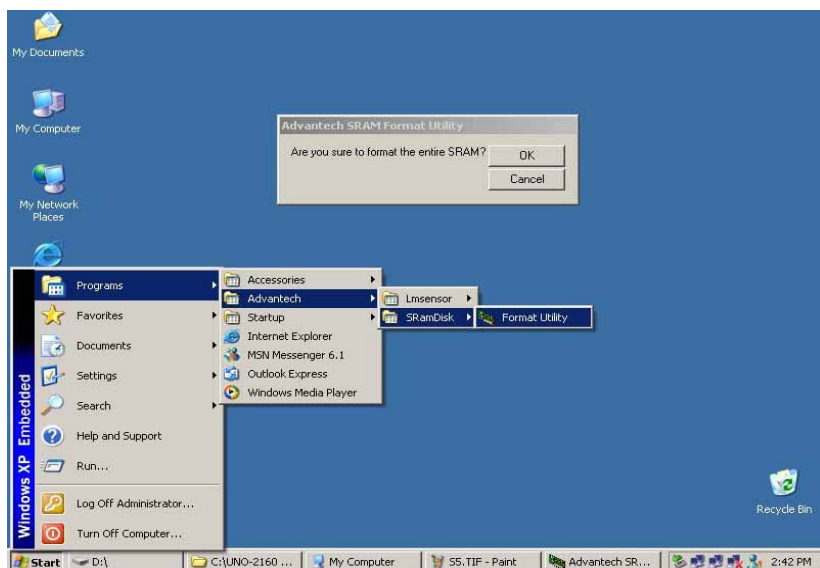 My Documents
My Computer
My Network
Places
Advantech SRAM Format Utility
Are you sure to format the entire SRAM?
OK
Cancel
Windows XP Embedded
Programs
Favorites
Documents
Settings
Search
Help and Support
Run...
Log Off Administrator...
Turn Off Computer...
Accessories
Advantech
Startup
Internet Explorer
MSN Messenger 6.1
Outlook Express
Windows Media Player
Lmsensor
SRamDisk
Format Utility
Recycle Bin
Start
D:\
C:\UNO-2160 ...
My Computer
S5.TIF - Paint
Advantech SR...
2:42 PM